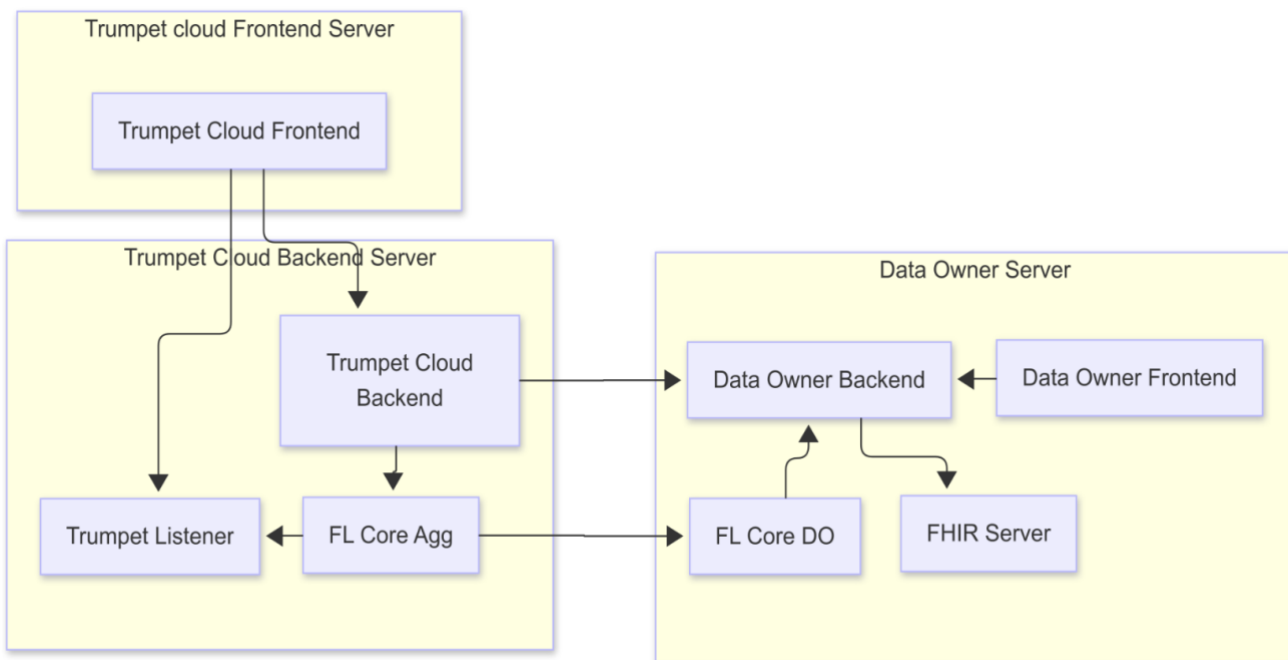 Trumpet cloud Frontend Server
Trumpet Cloud Frontend
Trumpet Cloud Backend Server
Trumpet Cloud
Backend
Trumpet Listener
FL Core Agg
Data Owner Server
Data Owner Backend
Data Owner Frontend
FL Core DO
FHIR Server